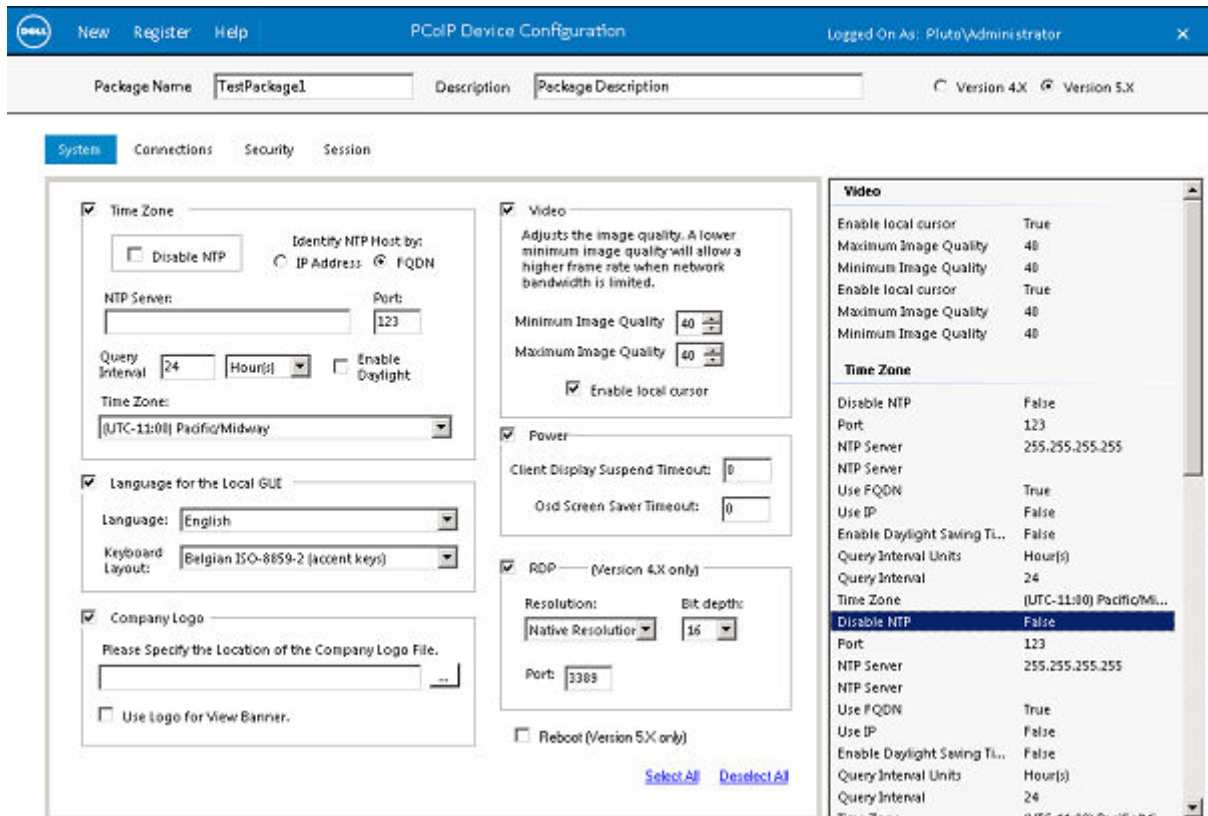 DELL New Register Help PCoIP Device Configuration Logged On As: Pluto\Administrator ×
Package Name TestPackage1 Description Package Description Version 4.X Version 5.X
System Connections Security Session
Time Zone
Disable NTP
Identify NTP Host by:
IP Address FQDN
NTP Server: Port:
123
Query Interval 24 Hour(s) Enable Daylight
Time Zone:
(UTC-11:00) Pacific/Midway
Language for the Local GUI
Language: English
Keyboard Layout: Belgian ISO-8859-2 (accent keys)
Company Logo
Please Specify the Location of the Company Logo File.
...
Use Logo for View Banner.
Video
Adjusts the image quality. A lower
minimum image quality will allow a
higher frame rate when network
bandwidth is limited.
Minimum Image Quality 40
Maximum Image Quality 40
Enable local cursor
Power
Client Display Suspend Timeout: 0
Osd Screen Saver Timeout: 0
RDP (Version 4.X only)
Resolution: Bit depth:
Native Resolution 16
Port: 3389
Reboot (Version 5.X only)
Select All Deselect All
Video
Enable local cursor True
Maximum Image Quality 40
Minimum Image Quality 40
Enable local cursor True
Maximum Image Quality 40
Minimum Image Quality 40
Time Zone
Disable NTP False
Port 123
NTP Server 255.255.255.255
NTP Server
Use FQDN True
Use IP False
Enable Daylight Saving Ti... False
Query Interval Units Hour(s)
Query Interval 24
Time Zone (UTC-11:00) Pacific/Mi...
Disable NTP False
Port 123
NTP Server 255.255.255.255
NTP Server
Use FQDN True
Use IP False
Enable Daylight Saving Ti... False
Query Interval Units Hour(s)
Query Interval 24